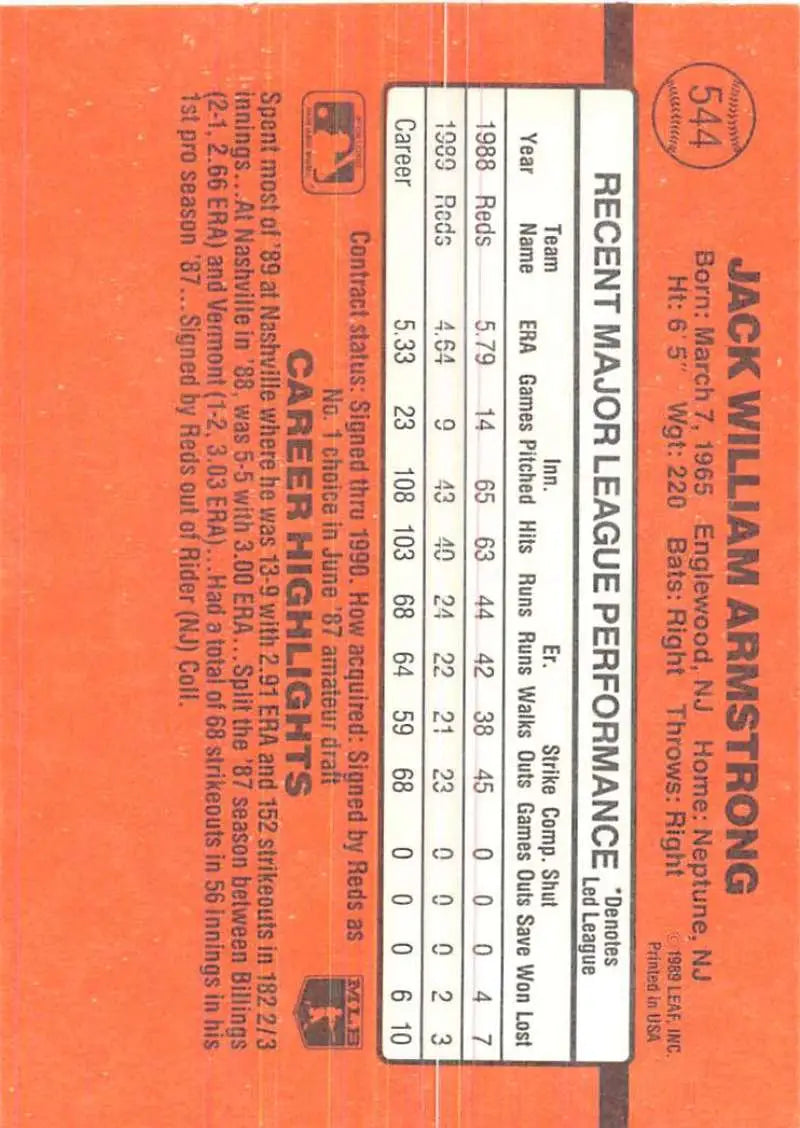 544
JACK WILLIAM ARMSTRONG
Born: March 7, 1965 Englewood, NJ Home: Neptune, NJ
Ht: 6'5" Wgt: 220 Bats: Right Throws: Right
© 1989 LEAF, INC.
Printed in USA
RECENT MAJOR LEAGUE PERFORMANCE *Denotes
Led League
Team Inn. Er. Strike Comp. Shut
Year Name ERA Games Pitched Hits Runs Runs Walks Outs Games Outs Save Won Lost
1988 Reds 5.79 14 65 63 44 42 38 45 0 0 0 4 7
1989 Reds 4.64 9 43 40 24 22 21 23 0 0 0 2 3
Career 5.33 23 108 103 68 64 59 68 0 0 0 6 10
Contract status: Signed thru 1990. How acquired: Signed by Reds as
No. 1 choice in June '87 amateur draft
MLB
CAREER HIGHLIGHTS
Spent most of '89 at Nashville where he was 13-9 with 2.91 ERA and 152 strikeouts in 182 2/3
innings...At Nashville in '88, was 5-5 with 3.00 ERA...Split the '87 season between Billings
(2-1, 2.66 ERA) and Vermont (1-2, 3.03 ERA)...Had a total of 68 strikeouts in 56 innings in his
1st pro season '87...Signed by Reds out of Rider (NJ) Coll.